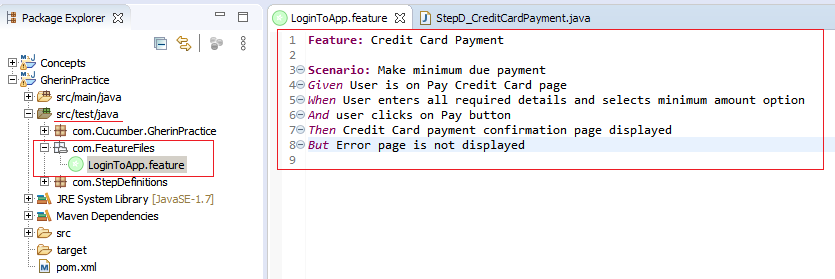 Package Explorer
Concepts
GherinPractice
src/main/java
src/test/java
com.Cucumber.GherinPractice
com.FeatureFiles
LoginToApp.feature
com.StepDefinitions
JRE System Library [JavaSE-1.7]
Maven Dependencies
src
target
pom.xml
LoginToApp.feature
StepD_CreditCardPayment.java
1 Feature: Credit Card Payment
2
3 Scenario: Make minimum due payment
4 Given User is on Pay Credit Card page
5 When User enters all required details and selects minimum amount option
6 And user clicks on Pay button
7 Then Credit Card payment confirmation page displayed
8 But Error page is not displayed
9